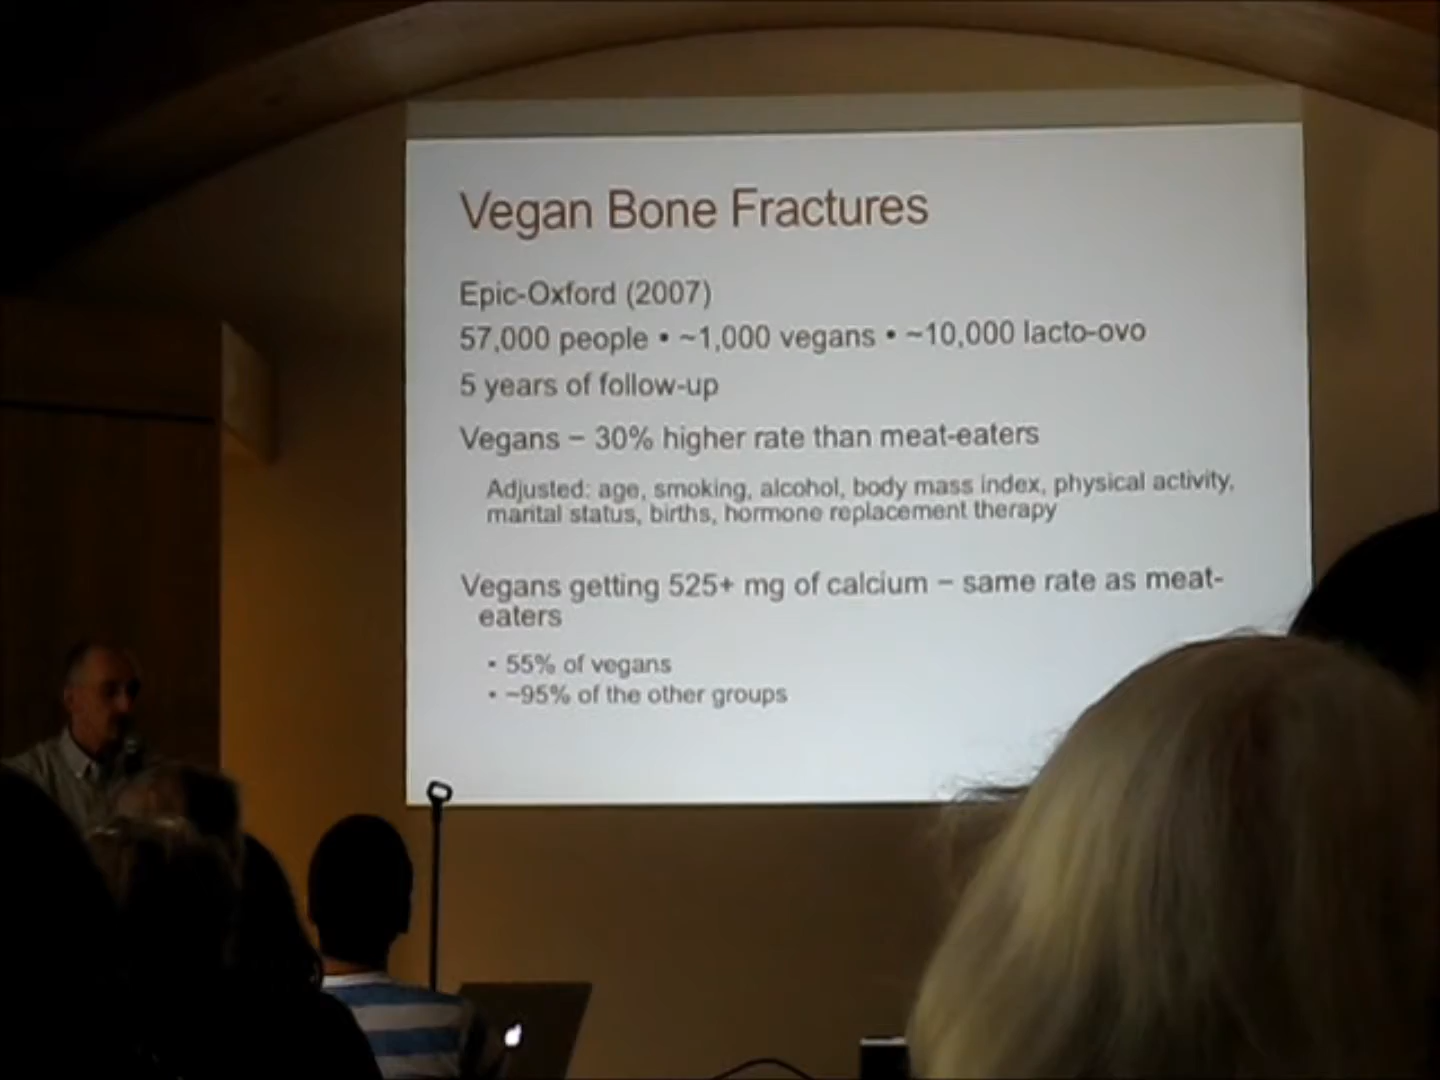 Vegan Bone Fractures
Epic-Oxford (2007)
57,000 people • ~1,000 vegans • ~10,000 lacto-ovo
5 years of follow-up
Vegans – 30% higher rate than meat-eaters
Adjusted: age, smoking, alcohol, body mass index, physical activity,
marital status, births, hormone replacement therapy
Vegans getting 525+ mg of calcium – same rate as meat-
eaters
• 55% of vegans
• ~95% of the other groups